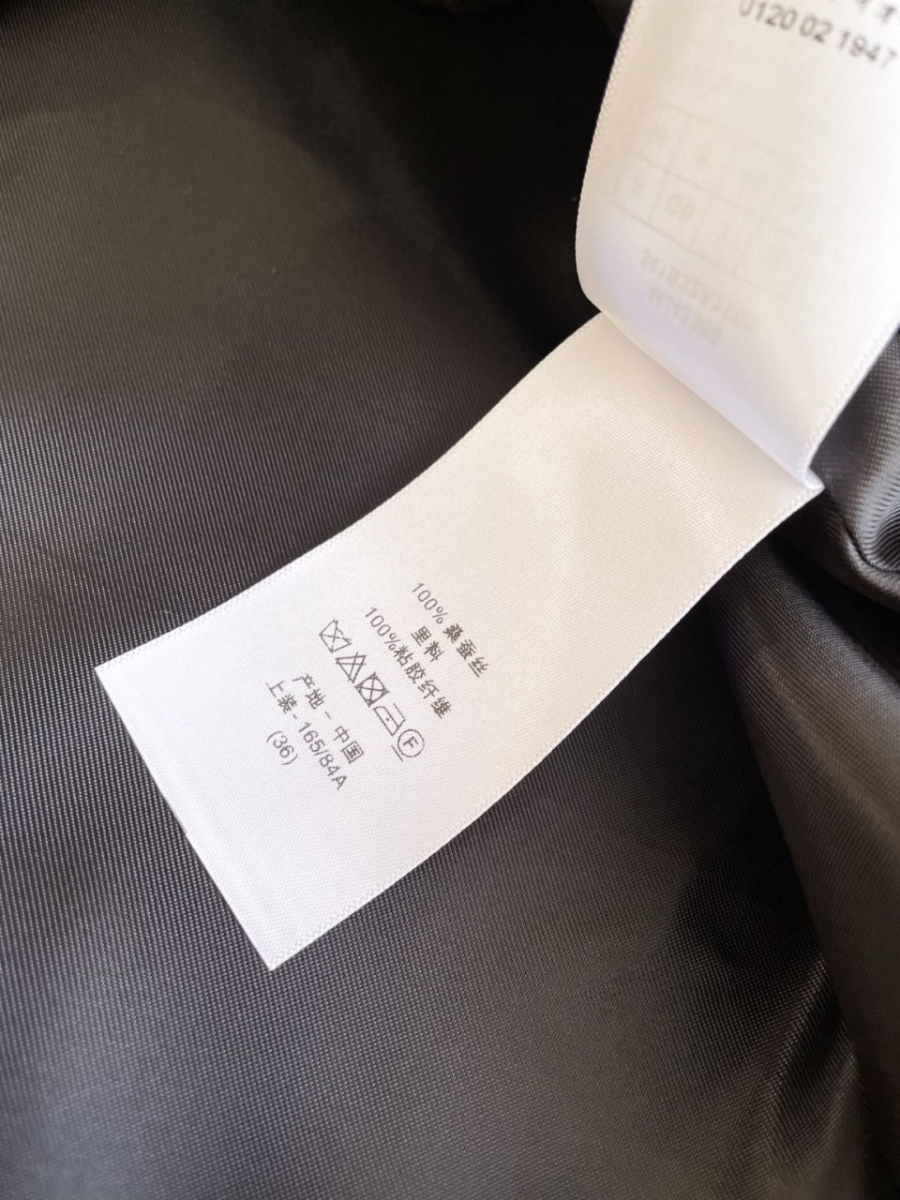 0120 02 1947
100% 桑蚕丝
里料
100%粘胶纤维
F
产地 - 中国
上装 - 165/84A
(36)